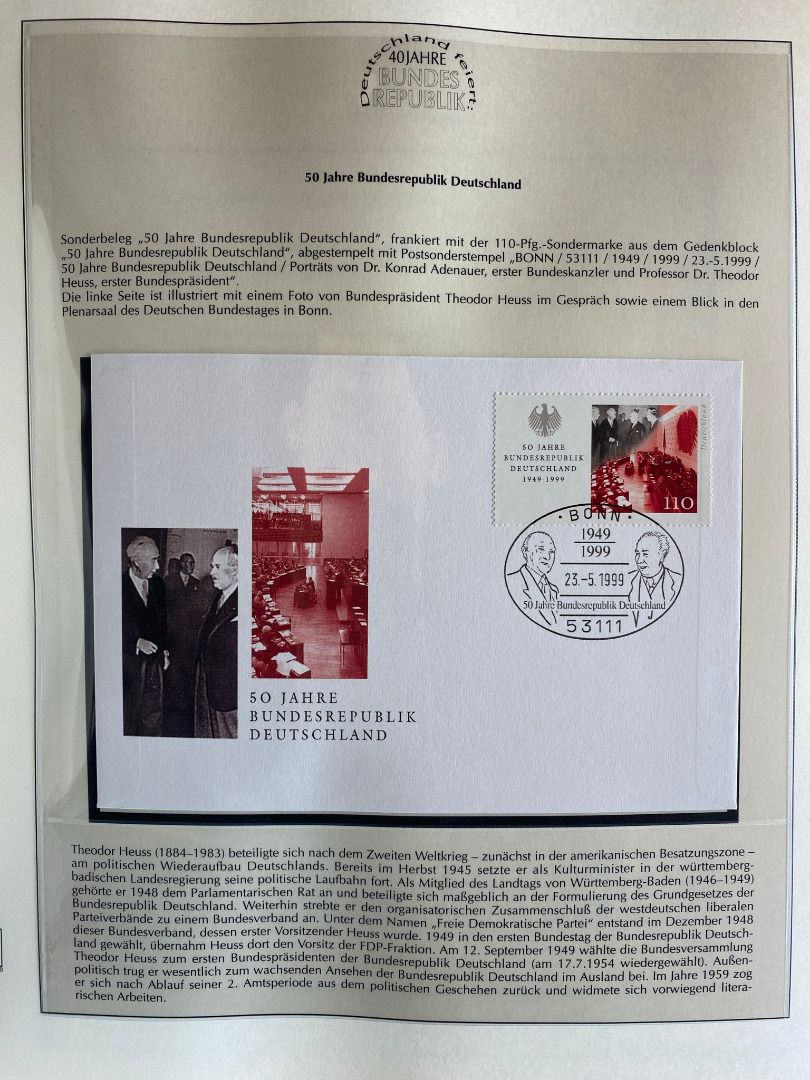 Deutschland feiert:
40 JAHRE
BUNDES
REPUBLIK
50 Jahre Bundesrepublik Deutschland
Sonderbeleg „50 Jahre Bundesrepublik Deutschland“, frankiert mit der 110-Pfg.-Sondermarke aus dem Gedenkblock
„50 Jahre Bundesrepublik Deutschland“, abgestempelt mit Postsonderstempel „BONN / 53111 / 1949 / 1999 / 23.-5.1999 /
50 Jahre Bundesrepublik Deutschland / Porträts von Dr. Konrad Adenauer, erster Bundeskanzler und Professor Dr. Theodor
Heuss, erster Bundespräsident“.
Die linke Seite ist illustriert mit einem Foto von Bundespräsident Theodor Heuss im Gespräch sowie einem Blick in den
Plenarsaal des Deutschen Bundestages in Bonn.
50 JAHRE
BUNDESREPUBLIK
DEUTSCHLAND
1949-1999
Deutschland
110
· BONN ·
1949
1999
23.-5.1999
50 Jahre Bundesrepublik Deutschland
53111
50 JAHRE
BUNDESREPUBLIK
DEUTSCHLAND
Theodor Heuss (1884–1983) beteiligte sich nach dem Zweiten Weltkrieg – zunächst in der amerikanischen Besatzungszone –
am politischen Wiederaufbau Deutschlands. Bereits im Herbst 1945 setzte er als Kulturminister in der württemberg-
badischen Landesregierung seine politische Laufbahn fort. Als Mitglied des Landtags von Württemberg-Baden (1946–1949)
gehörte er 1948 dem Parlamentarischen Rat an und beteiligte sich maßgeblich an der Formulierung des Grundgesetzes der
Bundesrepublik Deutschland. Weiterhin strebte er den organisatorischen Zusammenschluß der westdeutschen liberalen
Parteiverbände zu einem Bundesverband an. Unter dem Namen „Freie Demokratische Partei“ entstand im Dezember 1948
dieser Bundesverband, dessen erster Vorsitzender Heuss wurde. 1949 in den ersten Bundestag der Bundesrepublik Deutsch-
land gewählt, übernahm Heuss dort den Vorsitz der FDP-Fraktion. Am 12. September 1949 wählte die Bundesversammlung
Theodor Heuss zum ersten Bundespräsidenten der Bundesrepublik Deutschland (am 17.7.1954 wiedergewählt). Außen-
politisch trug er wesentlich zum wachsenden Ansehen der Bundesrepublik Deutschland im Ausland bei. Im Jahre 1959 zog
er sich nach Ablauf seiner 2. Amtsperiode aus dem politischen Geschehen zurück und widmete sich vorwiegend litera-
rischen Arbeiten.